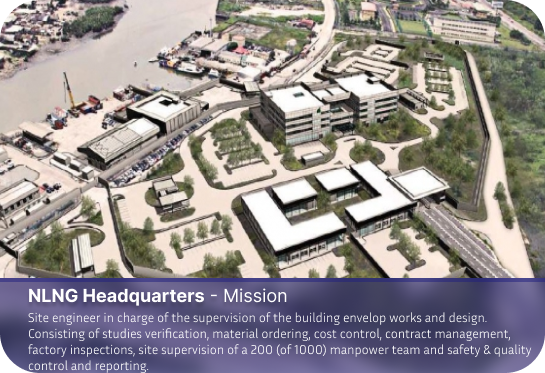 NLNG Headquarters - Mission
Site engineer in charge of the supervision of the building envelop works and design.
Consisting of studies verification, material ordering, cost control, contract management,
factory inspections, site supervision of a 200 (of 1000) manpower team and safety & quality
control and reporting.